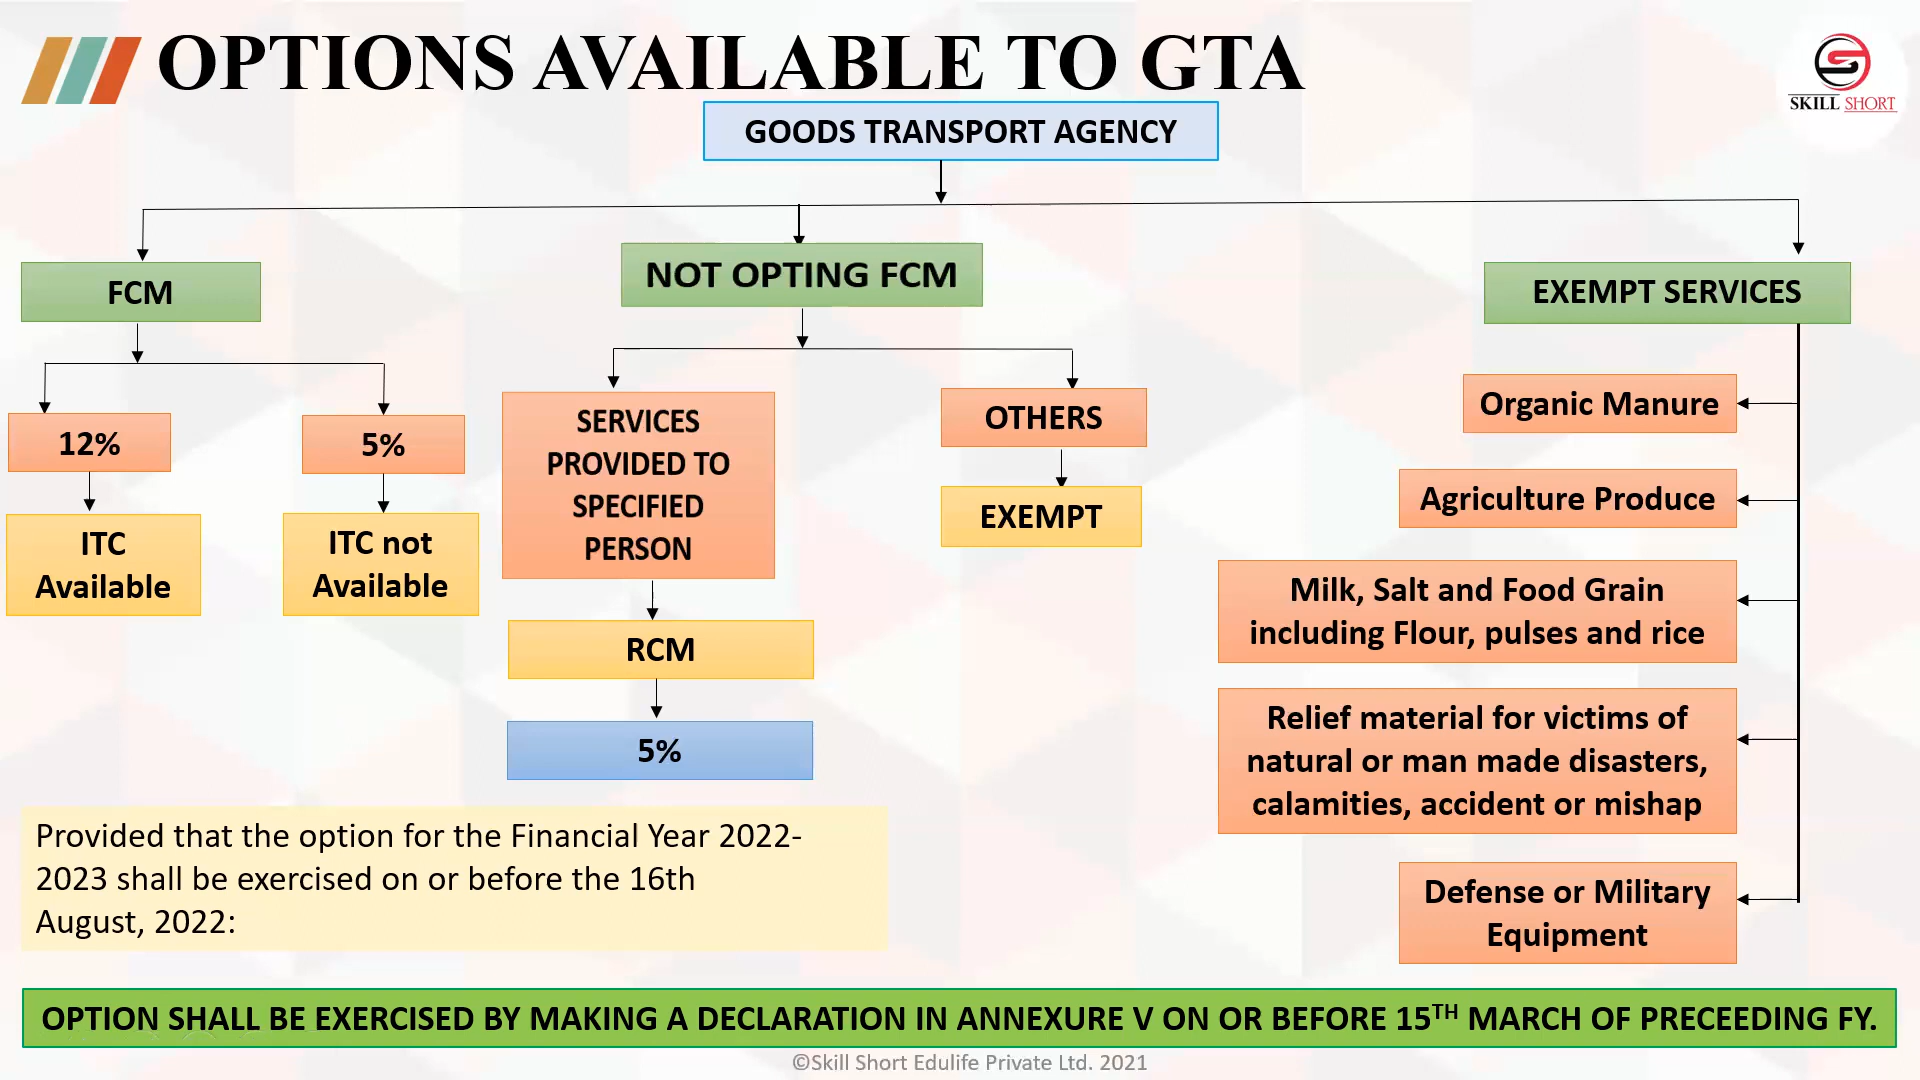 OPTIONS AVAILABLE TO GTA
SKILL SHORT
GOODS TRANSPORT AGENCY
FCM
12%
ITC
Available
5%
ITC not
Available
NOT OPTING FCM
SERVICES
PROVIDED TO
SPECIFIED
PERSON
RCM
5%
OTHERS
EXEMPT
EXEMPT SERVICES
Organic Manure
Agriculture Produce
Milk, Salt and Food Grain
including Flour, pulses and rice
Relief material for victims of
natural or man made disasters,
calamities, accident or mishap
Defense or Military
Equipment
Provided that the option for the Financial Year 2022-
2023 shall be exercised on or before the 16th
August, 2022:
OPTION SHALL BE EXERCISED BY MAKING A DECLARATION IN ANNEXURE V ON OR BEFORE 15TH MARCH OF PRECEEDING FY.
©Skill Short Edulife Private Ltd. 2021